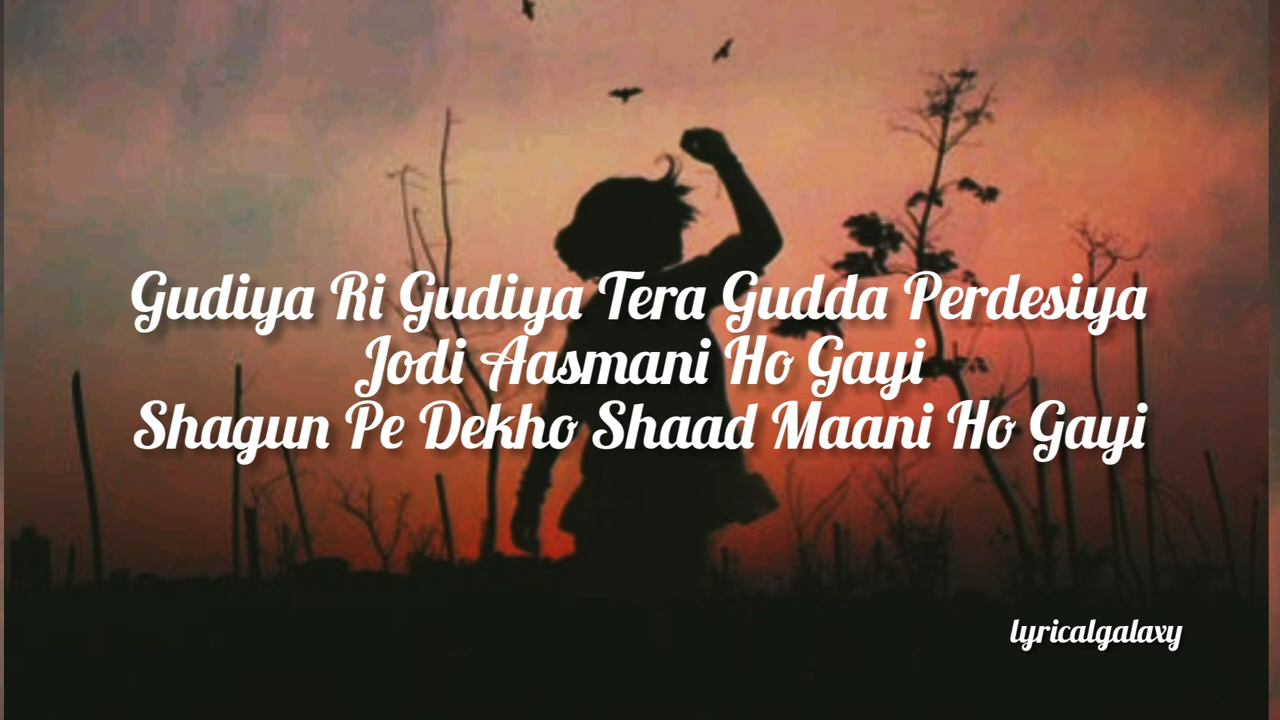 Gudiya Ri Gudiya Tera Gudda Perdesiya
Jodi Aasmani Ho Gayi
Shagun Pe Dekho Shaad Maani Ho Gayi
lyricalgalaxy